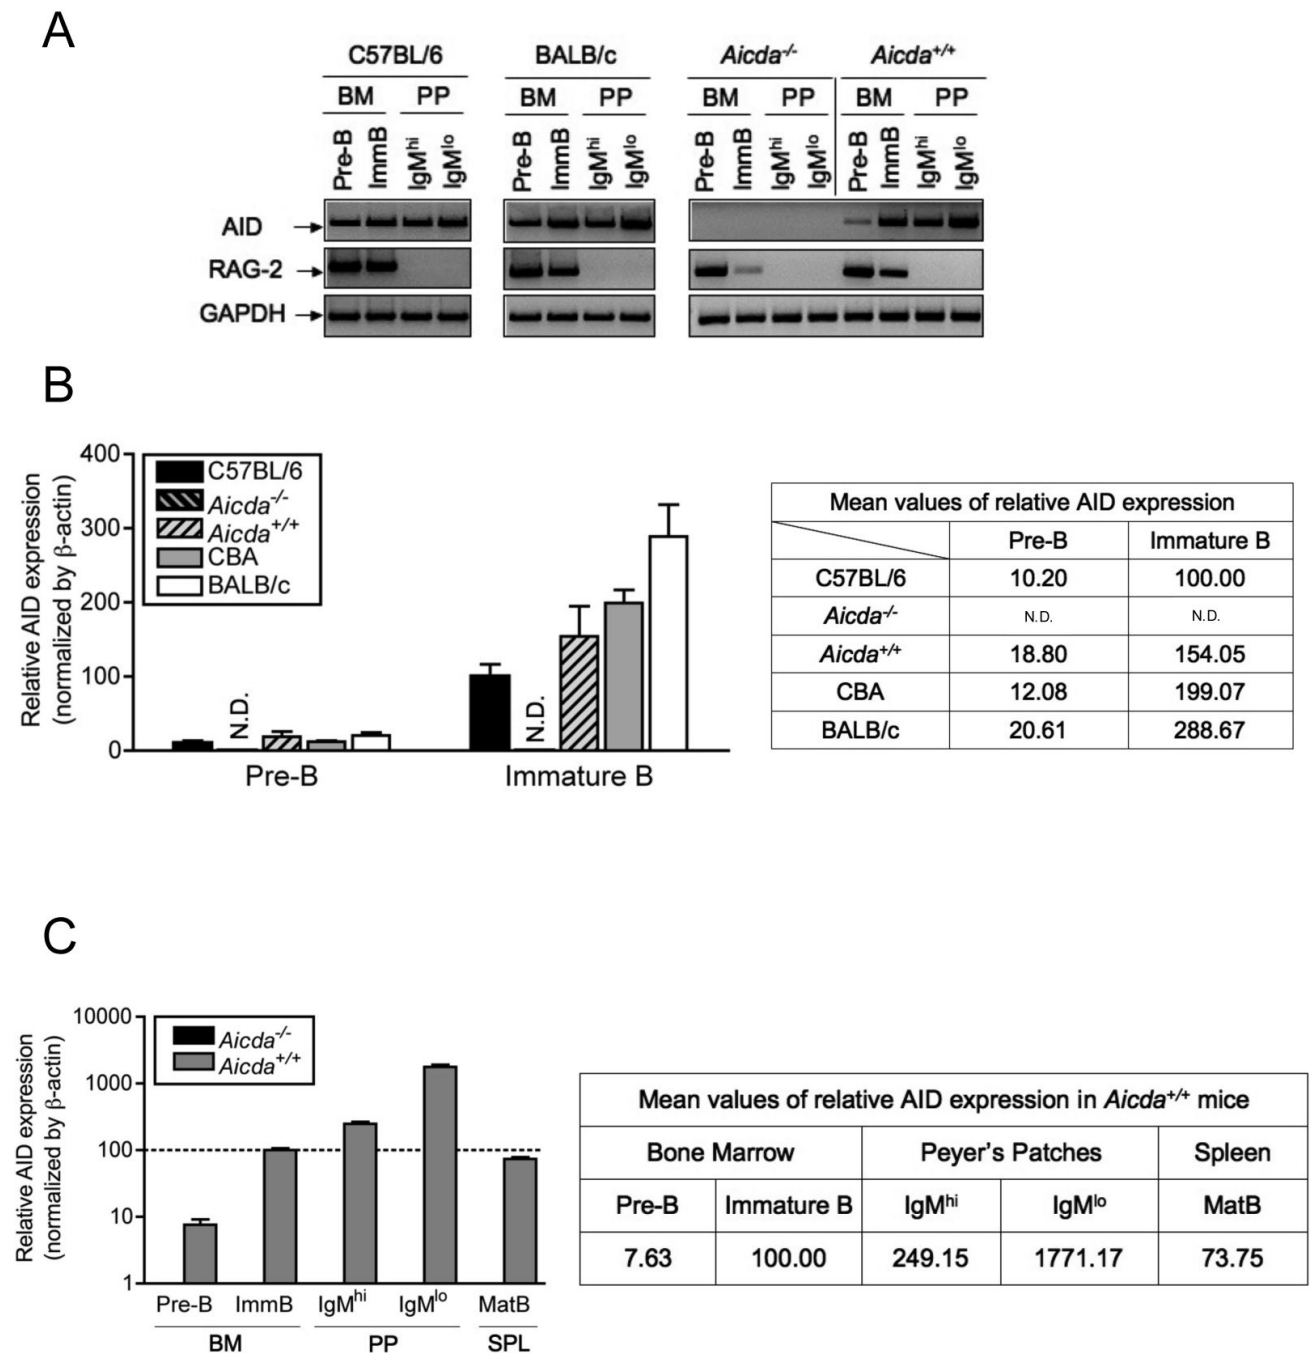 A
C57BL/6 BALB/c Aicda-/- Aicda+/+
BM PP BM PP BM PP BM PP
Pre-B ImmB IgMhi IgMlo Pre-B ImmB IgMhi IgMlo Pre-B ImmB IgMhi IgMlo Pre-B ImmB IgMhi IgMlo
AID
RAG-2
GAPDH
B
Relative AID expression
(normalized by β-actin)
400
300
200
100
0
C57BL/6
Aicda-/-
Aicda+/+
CBA
BALB/c
N.D. N.D.
Pre-B Immature B
Mean values of relative AID expression
Pre-B Immature B
C57BL/6 10.20 100.00
Aicda-/- N.D. N.D.
Aicda+/+ 18.80 154.05
CBA 12.08 199.07
BALB/c 20.61 288.67
C
Relative AID expression
(normalized by β-actin)
10000
1000
100
10
1
Aicda-/-
Aicda+/+
Pre-B ImmB IgMhi IgMlo MatB
BM PP SPL
Mean values of relative AID expression in Aicda+/+ mice
Bone Marrow Peyer's Patches Spleen
Pre-B Immature B IgMhi IgMlo MatB
7.63 100.00 249.15 1771.17 73.75